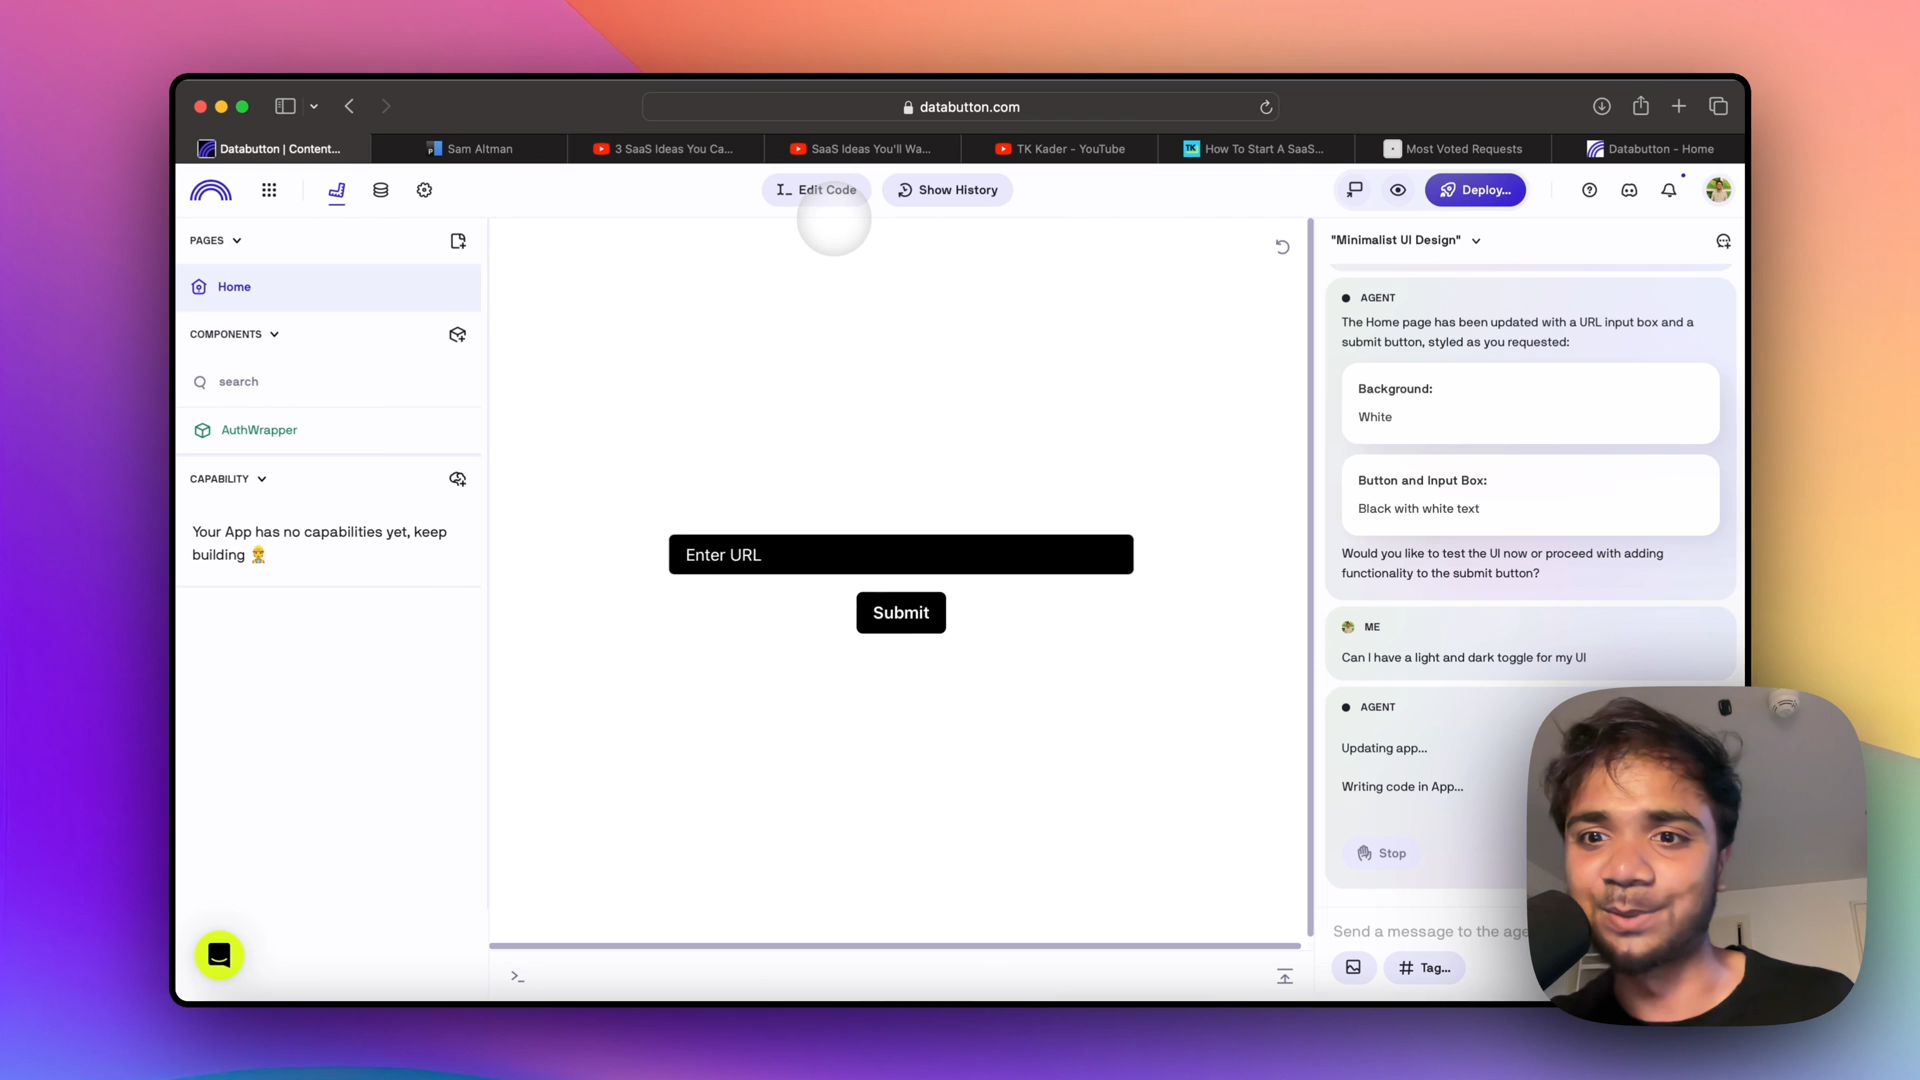 databutton.com
Databutton | Content...
Sam Altman
3 SaaS Ideas You Ca...
SaaS Ideas You'll Wa...
TK Kader - YouTube
TK
How To Start A SaaS...
Most Voted Requests
Databutton - Home
Edit Code
Show History
Deploy...
PAGES
Home
COMPONENTS
search
AuthWrapper
CAPABILITY
Your App has no capabilities yet, keep
building
Enter URL
Submit
"Minimalist UI Design"
AGENT
The Home page has been updated with a URL input box and a
submit button, styled as you requested:
Background:
White
Button and Input Box:
Black with white text
Would you like to test the UI now or proceed with adding
functionality to the submit button?
ME
Can I have a light and dark toggle for my UI
AGENT
Updating app...
Writing code in App...
Stop
Send a message to the age
# Tag...